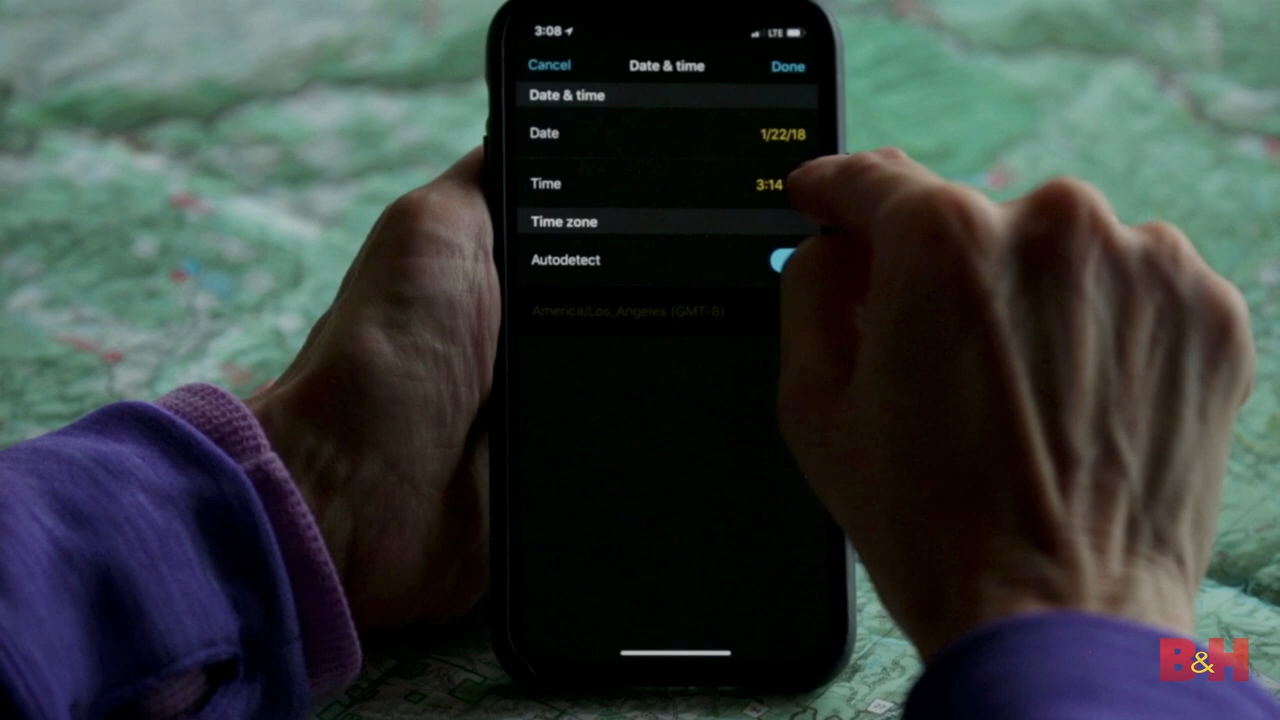 3:08 LTE
Cancel Date & time Done
Date & time
Date 1/22/18
Time 3:14
Time zone
Autodetect
America/Los_Angeles (GMT-8)
B&H